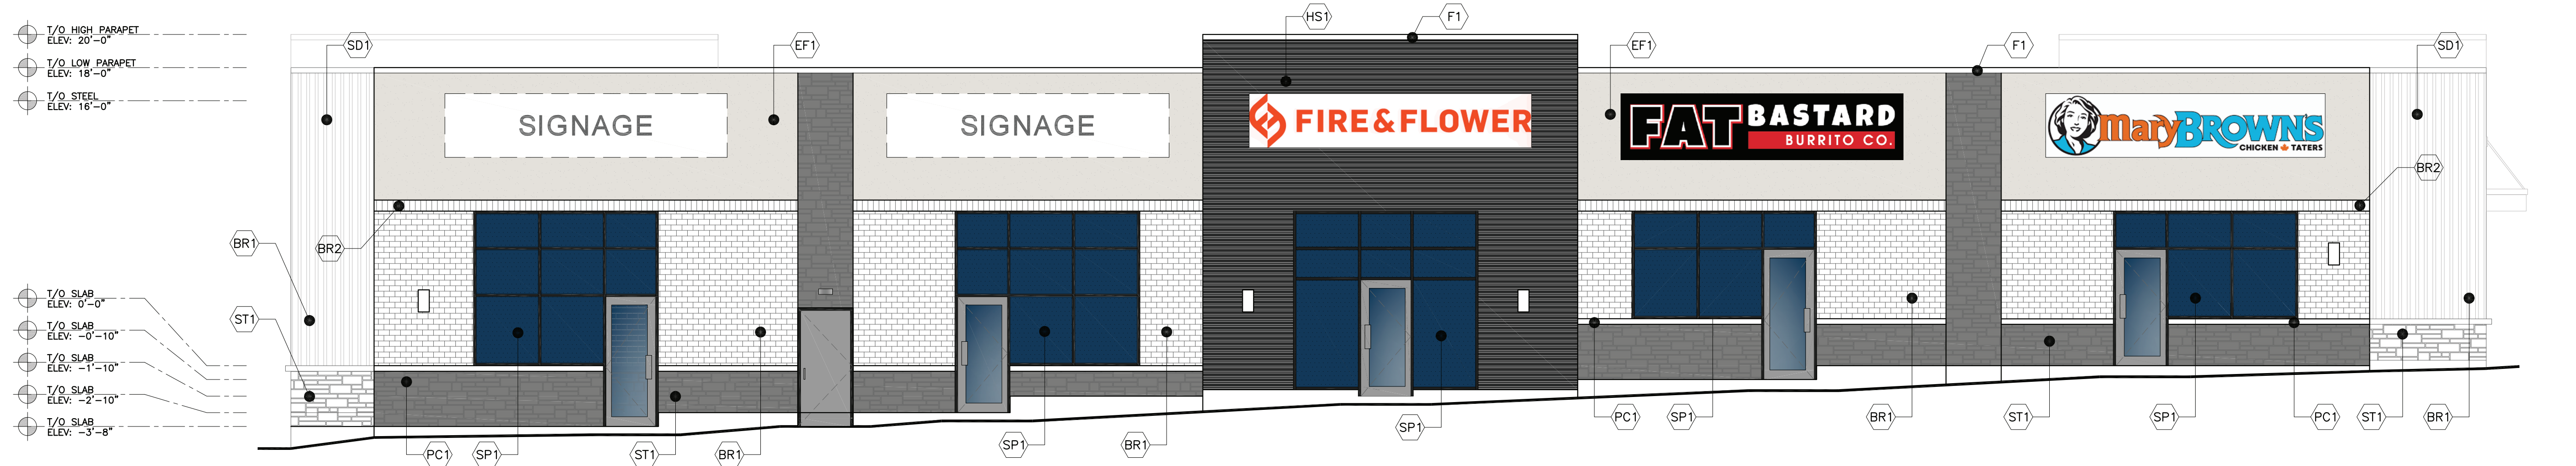 T/O HIGH PARAPET
ELEV: 20'-0"
T/O LOW PARAPET
ELEV: 18'-0"
T/O STEEL
ELEV: 16'-0"
T/O SLAB
ELEV: 0'-0"
T/O SLAB
ELEV: -0'-10"
T/O SLAB
ELEV: -1'-10"
T/O SLAB
ELEV: -2'-10"
T/O SLAB
ELEV: -3'-8"
HS1
F1
SD1
EF1
EF1
F1
SD1
SIGNAGE
SIGNAGE
FIRE & FLOWER
FAT BASTARD
BURRITO CO.
MARY BROWN'S
CHICKEN TATERS
BR2
BR1
BR2
ST1
PC1
SP1
ST1
BR1
SP1
BR1
SP1
PC1
SP1
BR1
ST1
SP1
PC1
ST1
BR1